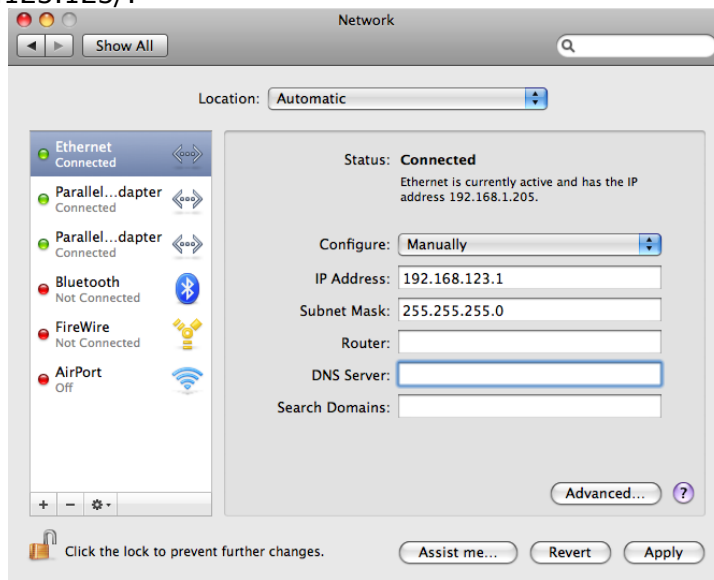 Network
Show All
Location: Automatic
Ethernet
Connected
Parallel...dapter
Connected
Parallel...dapter
Connected
Bluetooth
Not Connected
FireWire
Not Connected
AirPort
Off
Status: Connected
Ethernet is currently active and has the IP
address 192.168.1.205.
Configure: Manually
IP Address: 192.168.123.1
Subnet Mask: 255.255.255.0
Router:
DNS Server:
Search Domains:
Advanced... ?
Click the lock to prevent further changes.
Assist me... Revert Apply